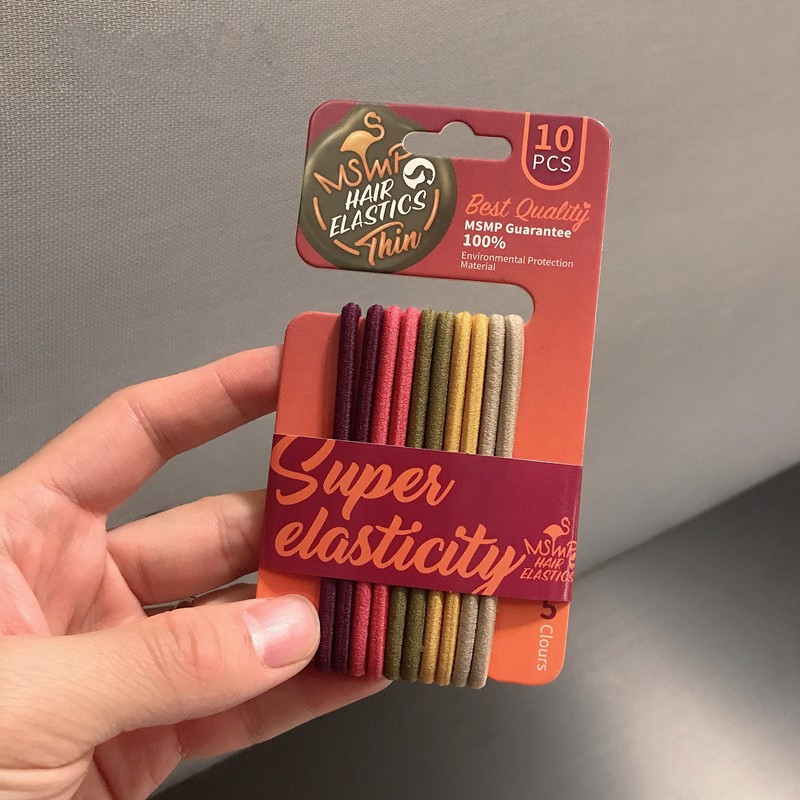 MSMP
HAIR
ELASTICS
Thin
10
PCS
Best Quality
MSMP Guarantee
100%
Environmental Protection
Material
Super
elasticity
MSMP
HAIR
ELASTICS
5 Clours